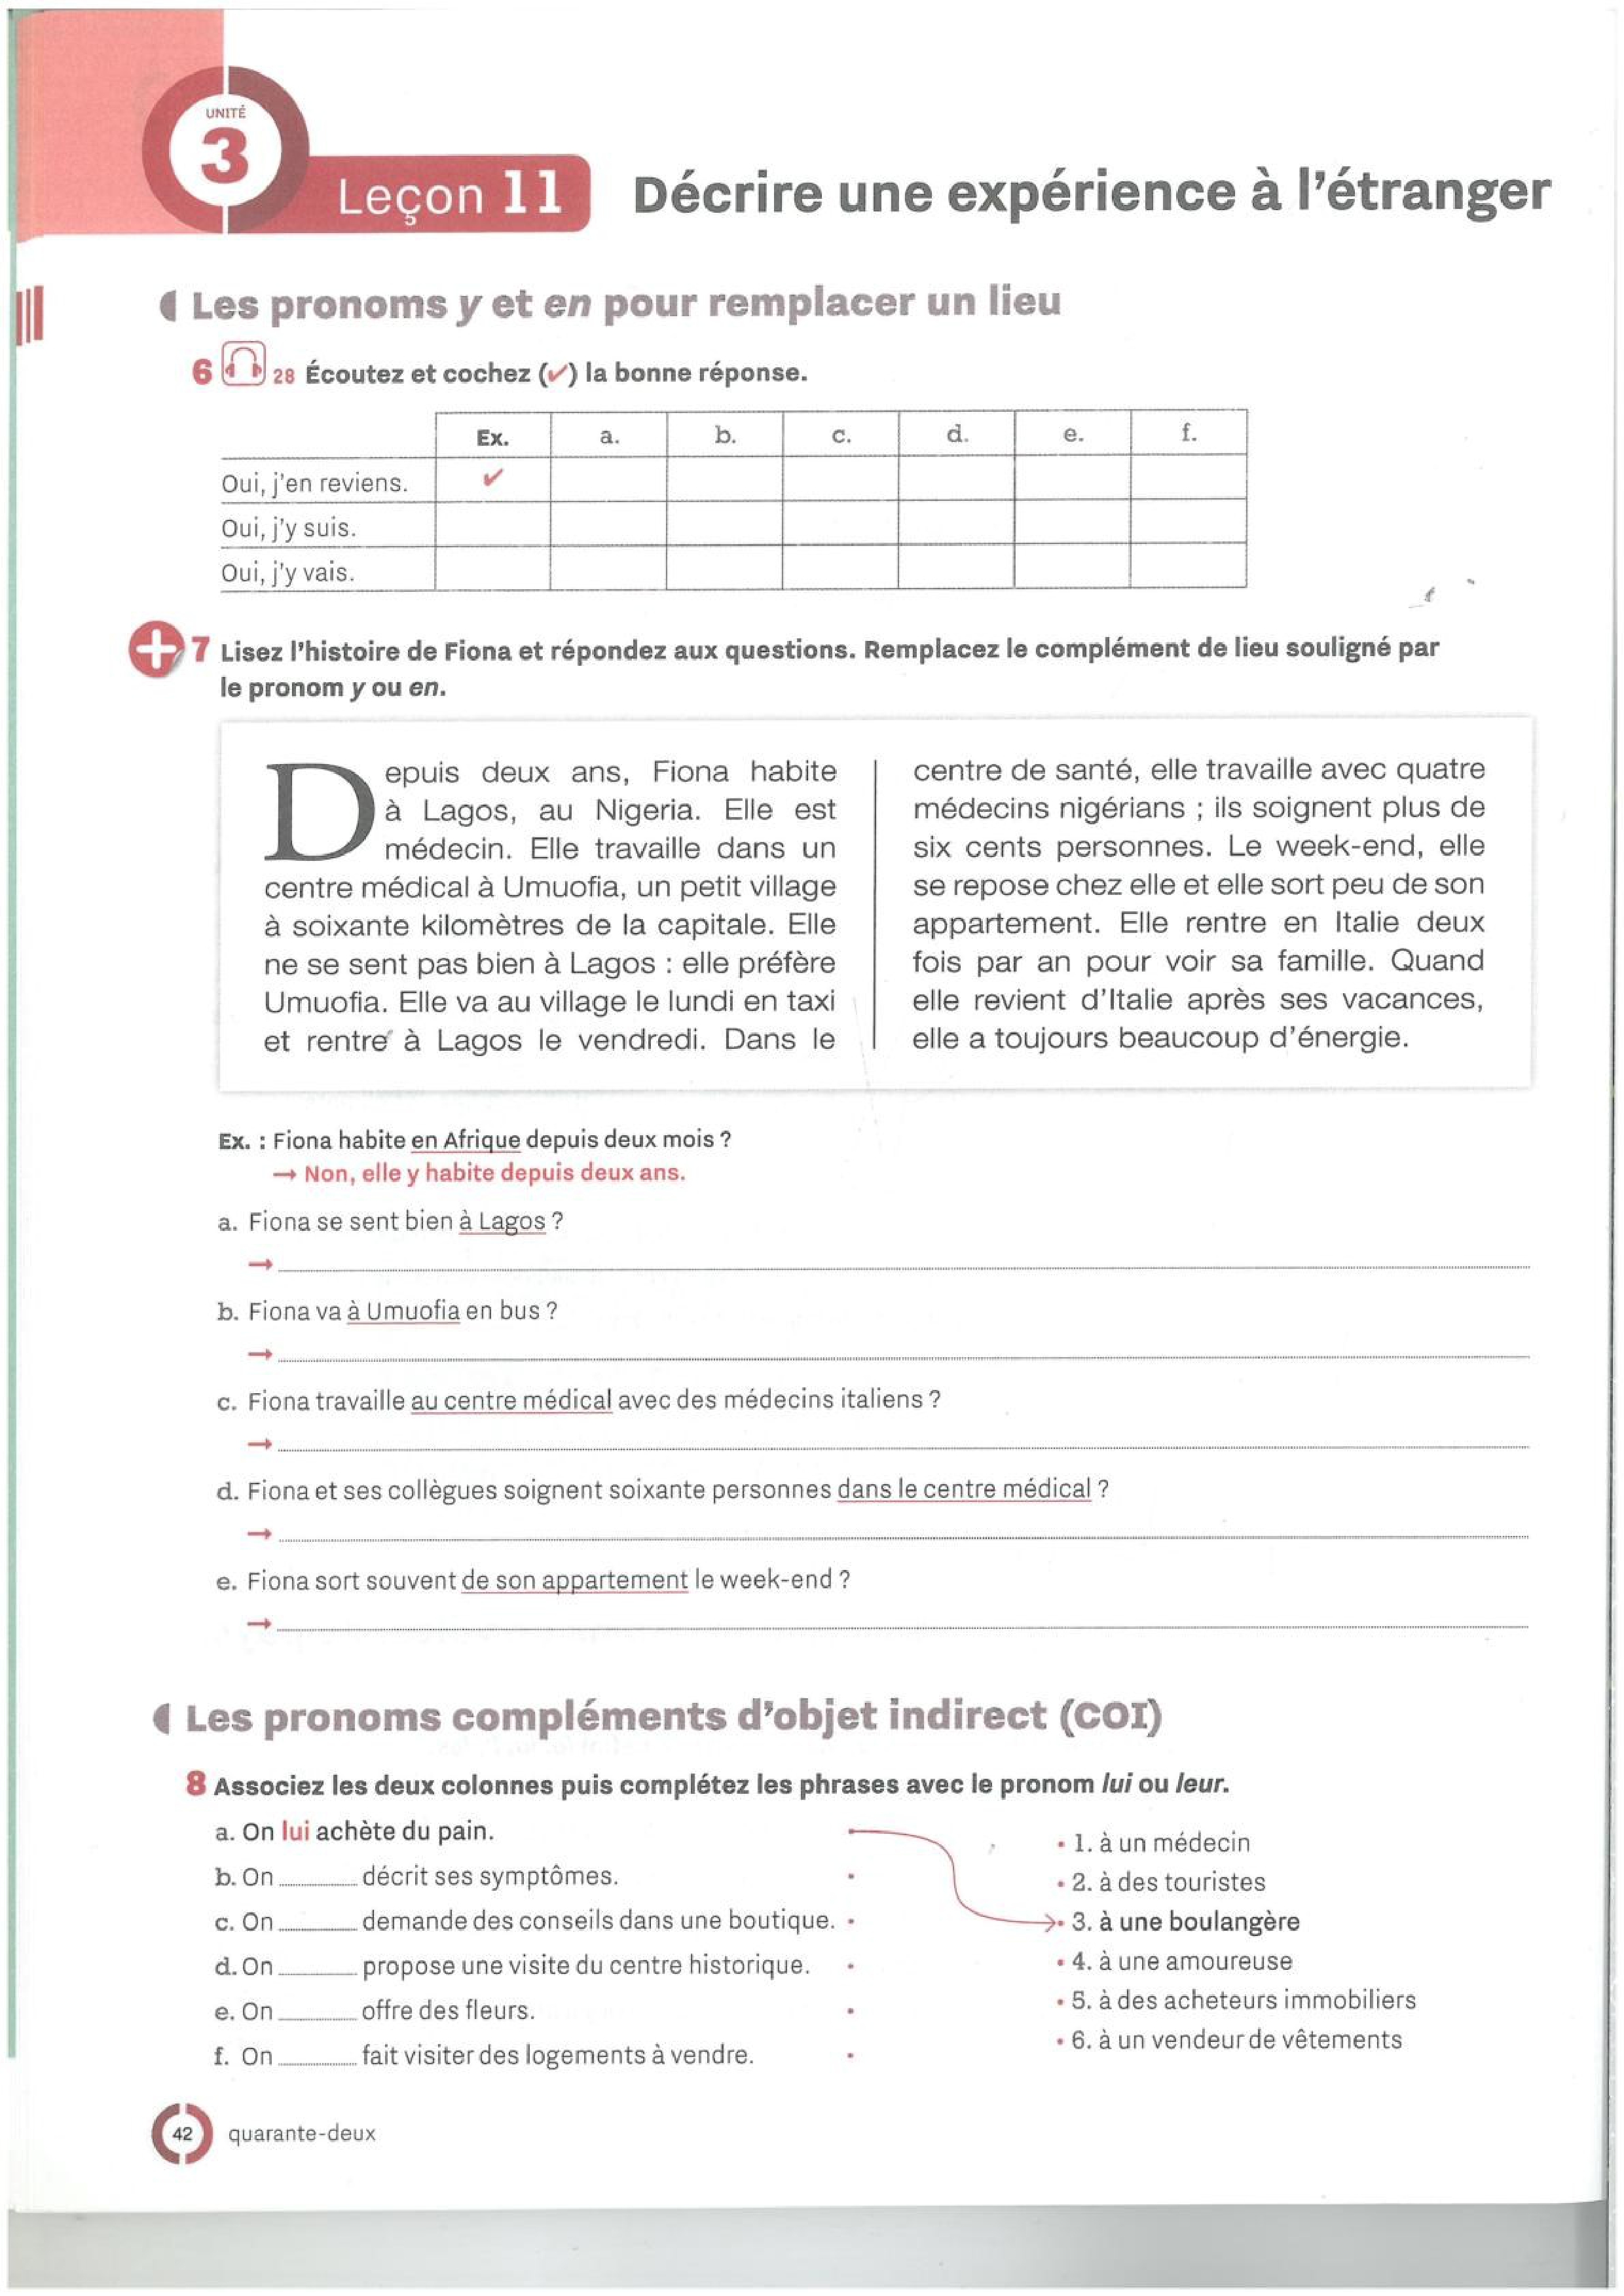 UNITÉ
3
Leçon 11
Décrire une expérience à l'étranger
Les pronoms y et en pour remplacer un lieu
6 28 Écoutez et cochez (✔) la bonne réponse.
Ex. a. b. c. d. e. f.
Oui, j'en reviens. ✔
Oui, j'y suis.
Oui, j'y vais.
+ 7 Lisez l'histoire de Fiona et répondez aux questions. Remplacez le complément de lieu souligné par
le pronom y ou en.
Depuis deux ans, Fiona habite
à Lagos, au Nigeria. Elle est
médecin. Elle travaille dans un
centre médical à Umuofia, un petit village
à soixante kilomètres de la capitale. Elle
ne se sent pas bien à Lagos : elle préfère
Umuofia. Elle va au village le lundi en taxi
et rentre à Lagos le vendredi. Dans le
centre de santé, elle travaille avec quatre
médecins nigérians ; ils soignent plus de
six cents personnes. Le week-end, elle
se repose chez elle et elle sort peu de son
appartement. Elle rentre en Italie deux
fois par an pour voir sa famille. Quand
elle revient d'Italie après ses vacances,
elle a toujours beaucoup d'énergie.
Ex. : Fiona habite en Afrique depuis deux mois ?
→ Non, elle y habite depuis deux ans.
a. Fiona se sent bien à Lagos ?
→
b. Fiona va à Umuofia en bus ?
→
c. Fiona travaille au centre médical avec des médecins italiens ?
→
d. Fiona et ses collègues soignent soixante personnes dans le centre médical ?
→
e. Fiona sort souvent de son appartement le week-end ?
→
Les pronoms compléments d'objet indirect (COI)
8 Associez les deux colonnes puis complétez les phrases avec le pronom lui ou leur.
a. On lui achète du pain.
b. On ______ décrit ses symptômes.
c. On ______ demande des conseils dans une boutique.
d. On ______ propose une visite du centre historique.
e. On ______ offre des fleurs.
f. On ______ fait visiter des logements à vendre.
1. à un médecin
2. à des touristes
3. à une boulangère
4. à une amoureuse
5. à des acheteurs immobiliers
6. à un vendeur de vêtements
42 quarante-deux